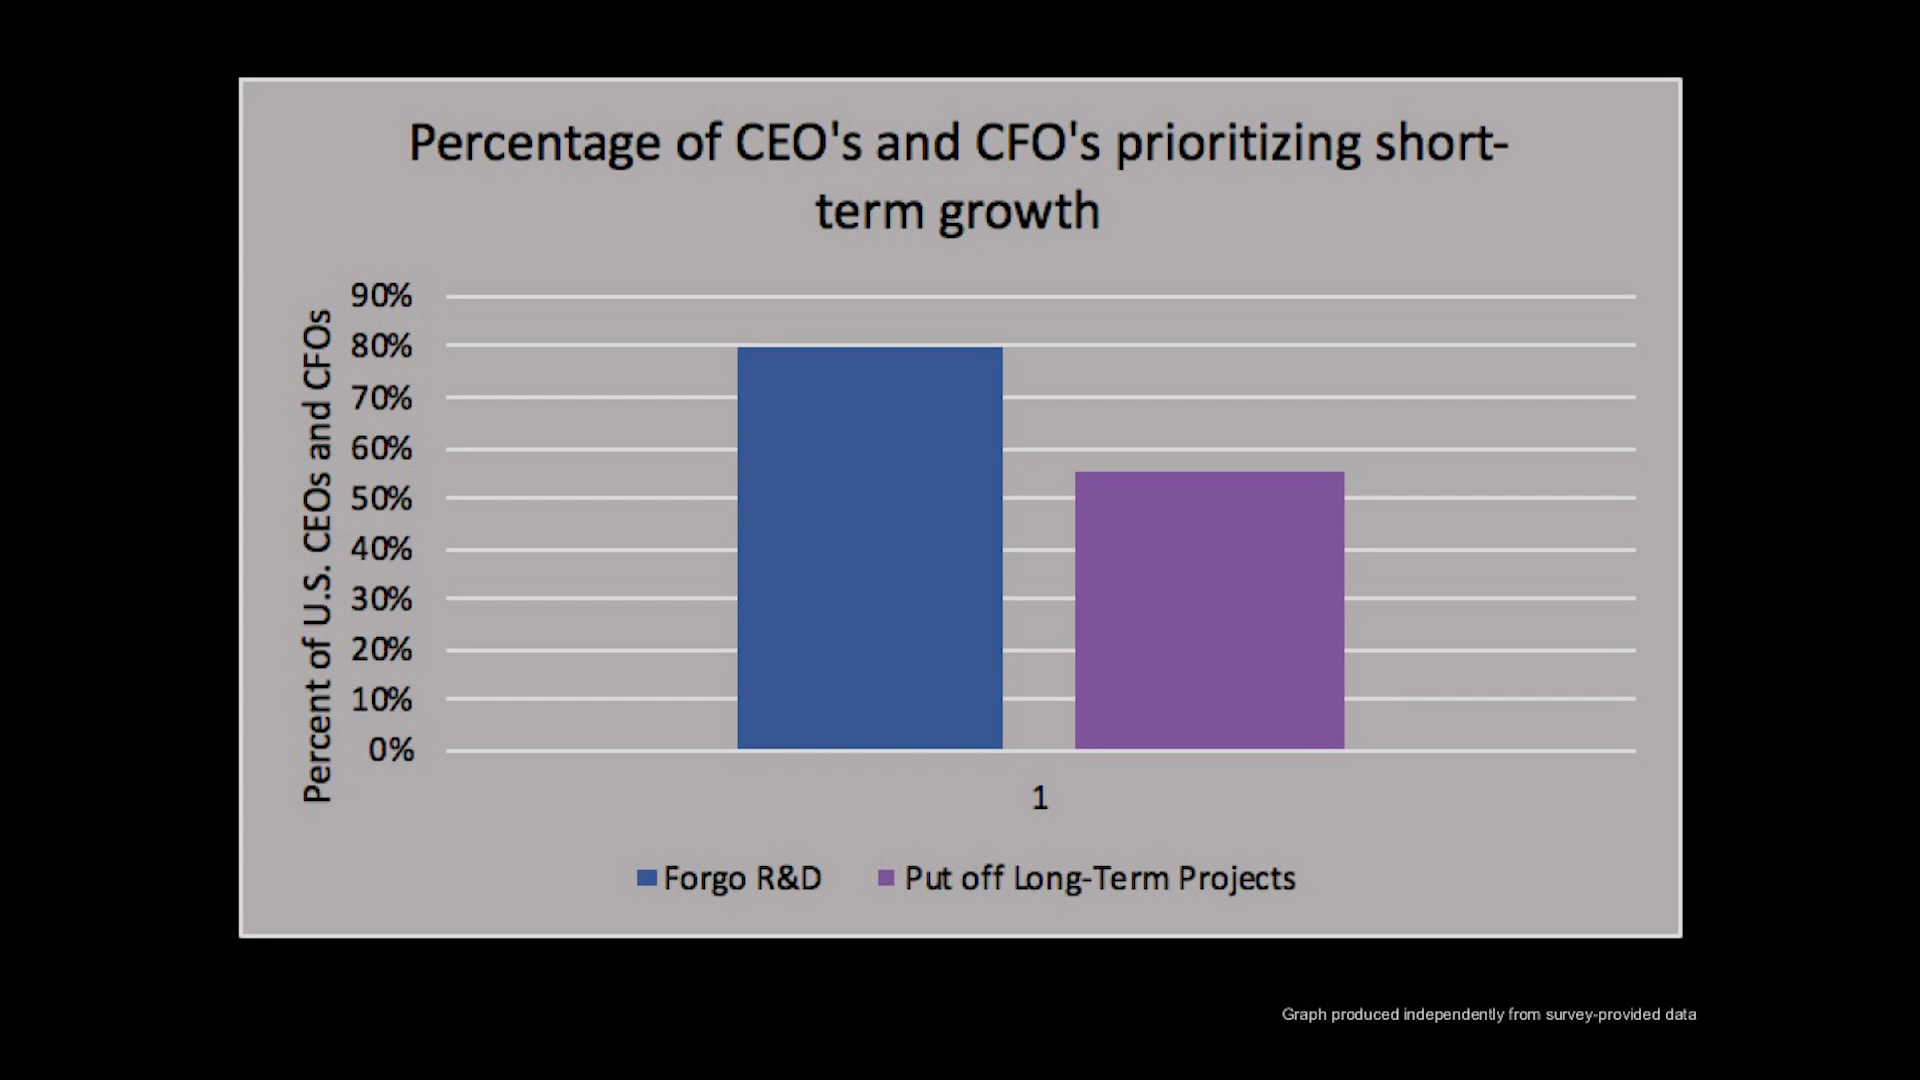 Percentage of CEO's and CFO's prioritizing short-
term growth
Percent of U.S. CEOs and CFOs
90%
80%
70%
60%
50%
40%
30%
20%
10%
0%
1
Forgo R&D
Put off Long-Term Projects
Graph produced independently from survey-provided data